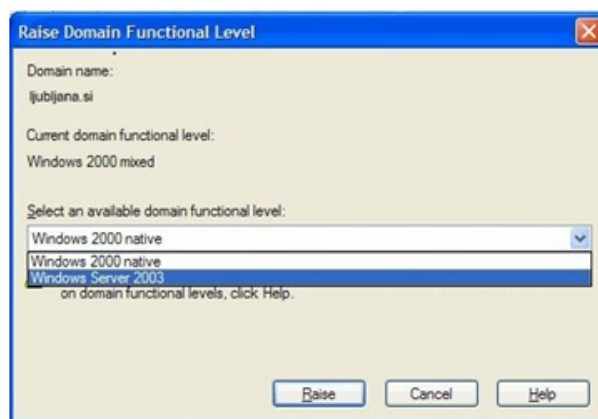 Raise Domain Functional Level
Domain name:
ljubljana.si
Current domain functional level:
Windows 2000 mixed
Select an available domain functional level:
Windows 2000 native
Windows 2000 native
Windows Server 2003
on domain functional levels, click Help.
Raise
Cancel
Help